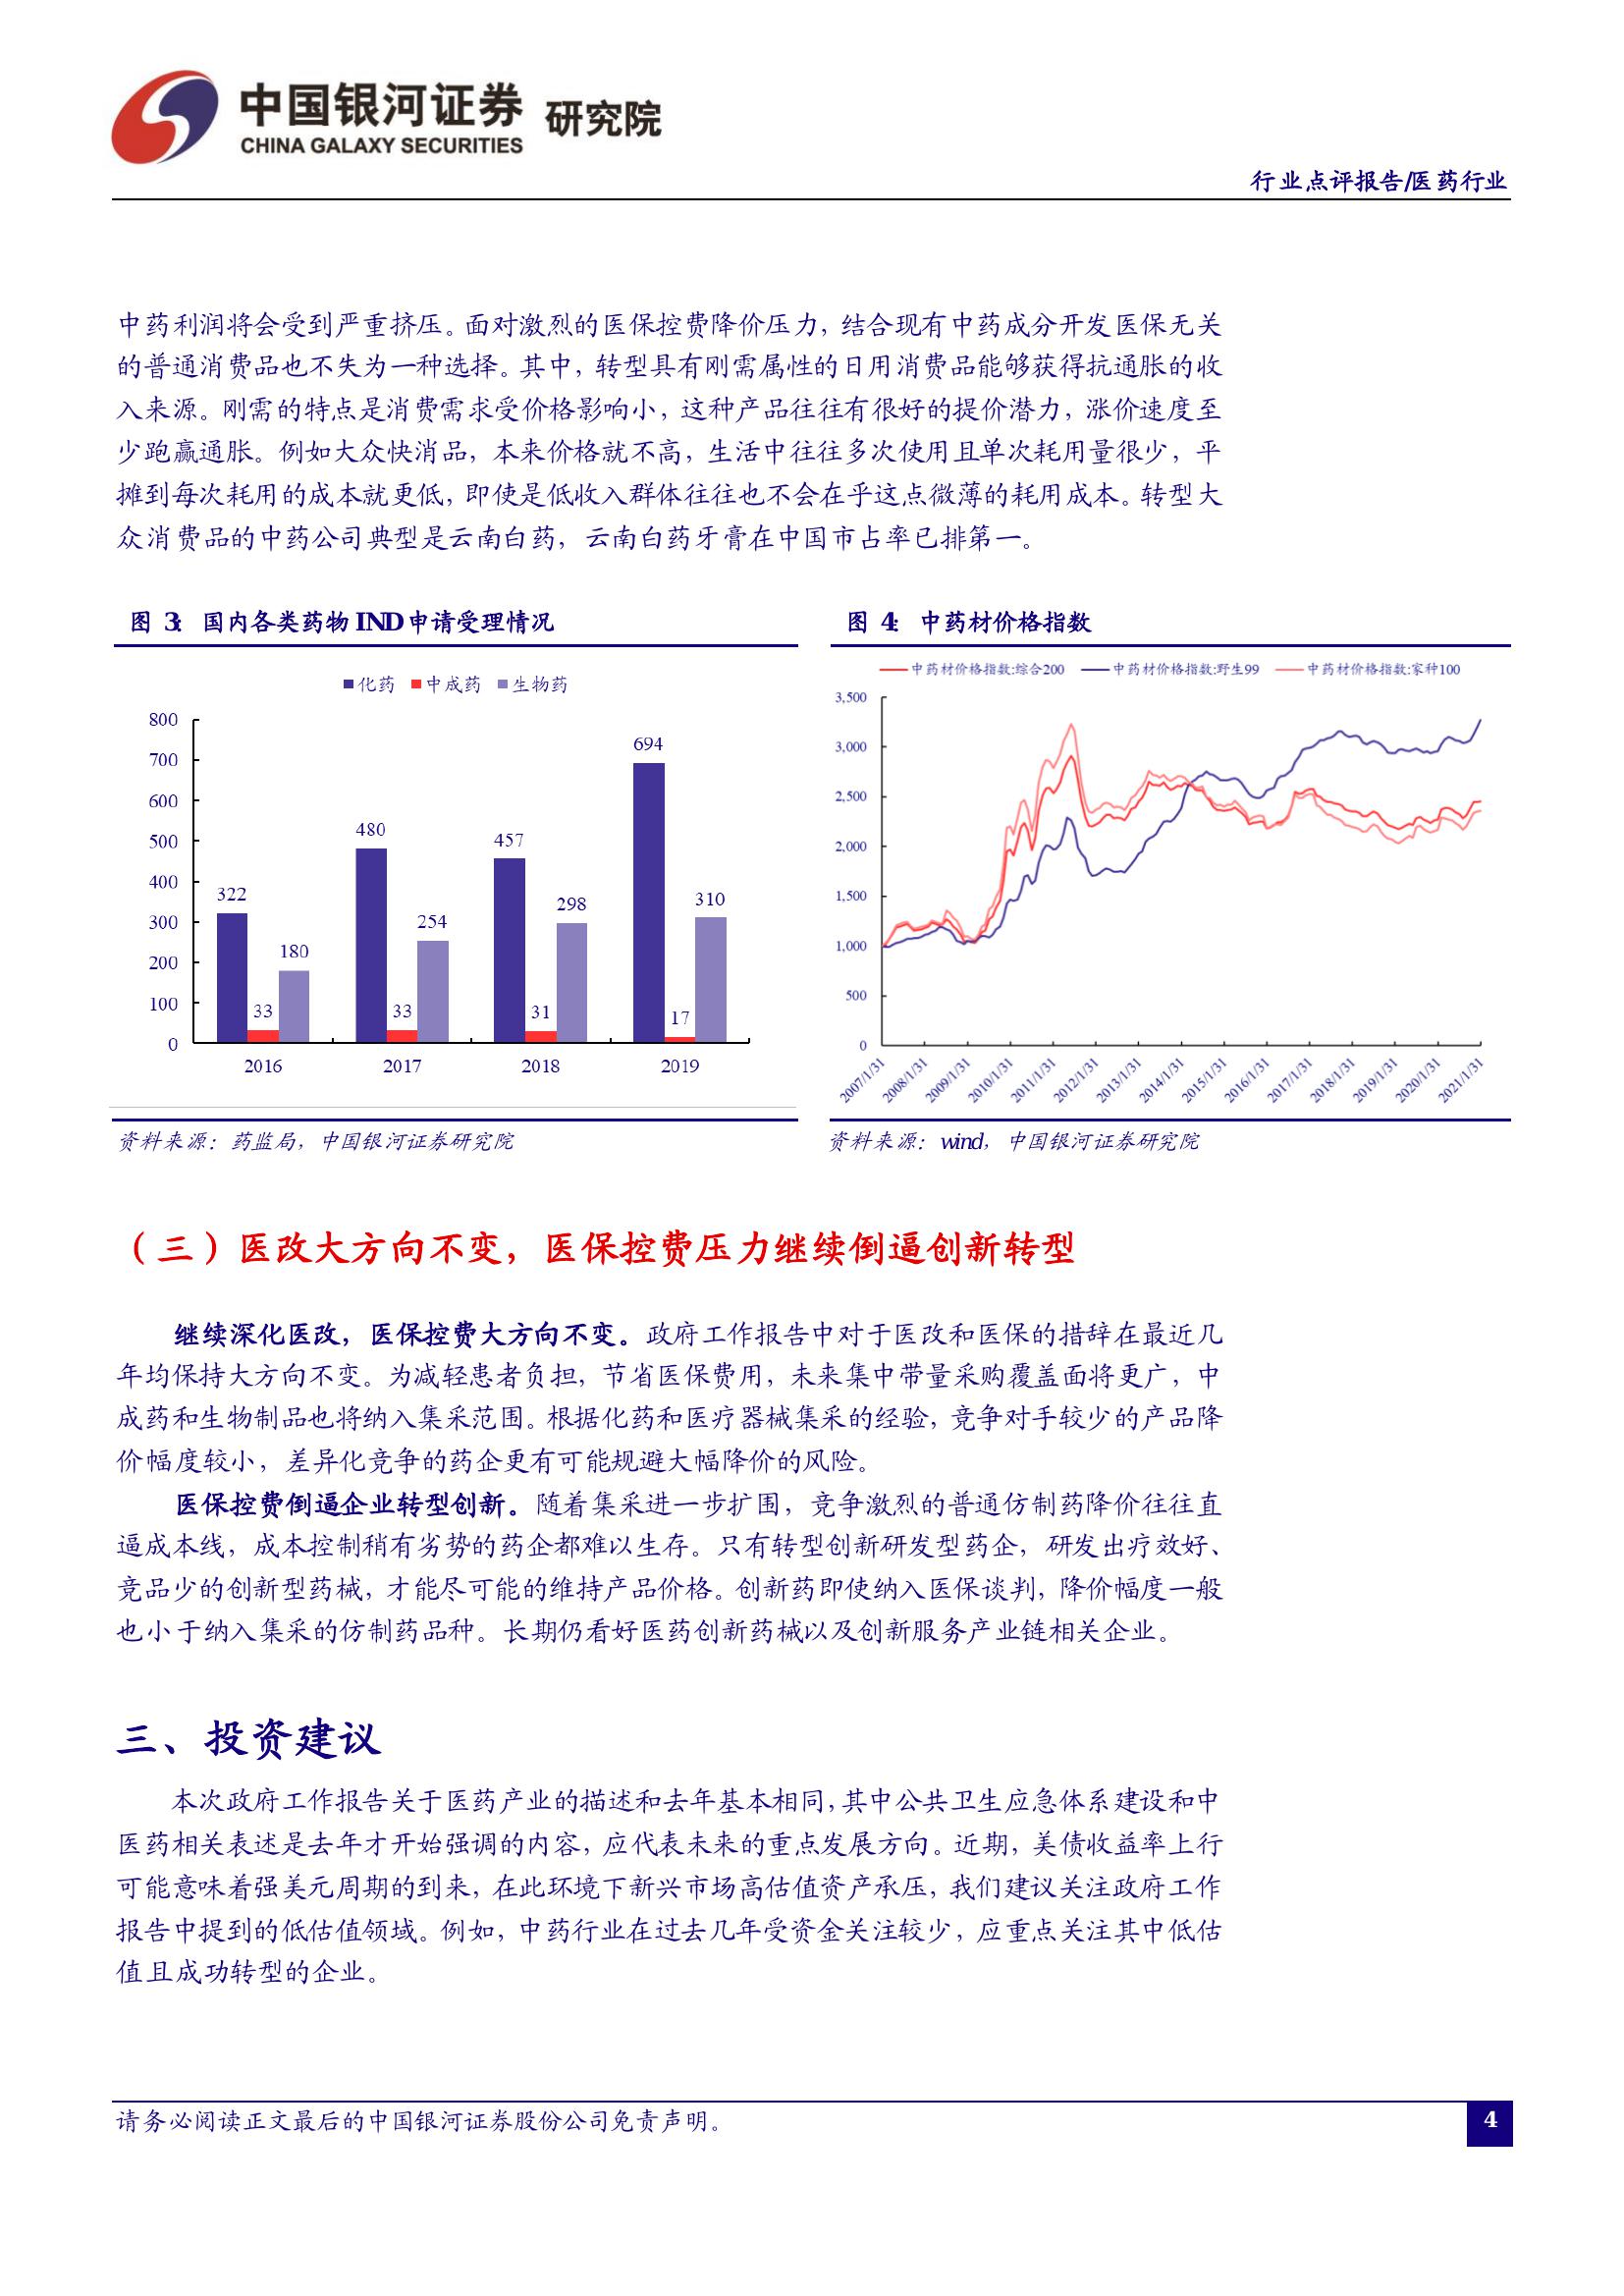 中国银河证券 研究院
CHINA GALAXY SECURITIES
行业点评报告/医药行业
中药利润将会受到严重挤压。面对激烈的医保控费降价压力，结合现有中药成分开发医保无关
的普通消费品也不失为一种选择。其中，转型具有刚需属性的日用消费品能够获得抗通胀的收
入来源。刚需的特点是消费需求受价格影响小，这种产品往往有很好的提价潜力，涨价速度至
少跑赢通胀。例如大众快消品，本来价格就不高，生活中往往多次使用且单次耗用量很少，平
摊到每次耗用的成本就更低，即使是低收入群体往往也不会在乎这点微薄的耗用成本。转型大
众消费品的中药公司典型是云南白药，云南白药牙膏在中国市占率已排第一。
图 3： 国内各类药物 IND 申请受理情况
化药 中成药 生物药
800
700
600
500
400
300
200
100
0
322
33
180
480
33
254
457
31
298
694
17
310
2016 2017 2018 2019
资料来源：药监局，中国银河证券研究院
图 4： 中药材价格指数
中药材价格指数:综合200 中药材价格指数:野生99 中药材价格指数:家种100
3,500
3,000
2,500
2,000
1,500
1,000
500
0
2007/1/31 2008/1/31 2009/1/31 2010/1/31 2011/1/31 2012/1/31 2013/1/31 2014/1/31 2015/1/31 2016/1/31 2017/1/31 2018/1/31 2019/1/31 2020/1/31 2021/1/31
资料来源：wind，中国银河证券研究院
（三）医改大方向不变，医保控费压力继续倒逼创新转型
继续深化医改，医保控费大方向不变。政府工作报告中对于医改和医保的措辞在最近几
年均保持大方向不变。为减轻患者负担，节省医保费用，未来集中带量采购覆盖面将更广，中
成药和生物制品也将纳入集采范围。根据化药和医疗器械集采的经验，竞争对手较少的产品降
价幅度较小，差异化竞争的药企更有可能规避大幅降价的风险。
医保控费倒逼企业转型创新。随着集采进一步扩围，竞争激烈的普通仿制药降价往往直
逼成本线，成本控制稍有劣势的药企都难以生存。只有转型创新研发型药企，研发出疗效好、
竞品少的创新型药械，才能尽可能的维持产品价格。创新药即使纳入医保谈判，降价幅度一般
也小于纳入集采的仿制药品种。长期仍看好医药创新药械以及创新服务产业链相关企业。
三、投资建议
本次政府工作报告关于医药产业的描述和去年基本相同，其中公共卫生应急体系建设和中
医药相关表述是去年才开始强调的内容，应代表未来的重点发展方向。近期，美债收益率上行
可能意味着强美元周期的到来，在此环境下新兴市场高估值资产承压，我们建议关注政府工作
报告中提到的低估值领域。例如，中药行业在过去几年受资金关注较少，应重点关注其中低估
值且成功转型的企业。
请务必阅读正文最后的中国银河证券股份公司免责声明。
4